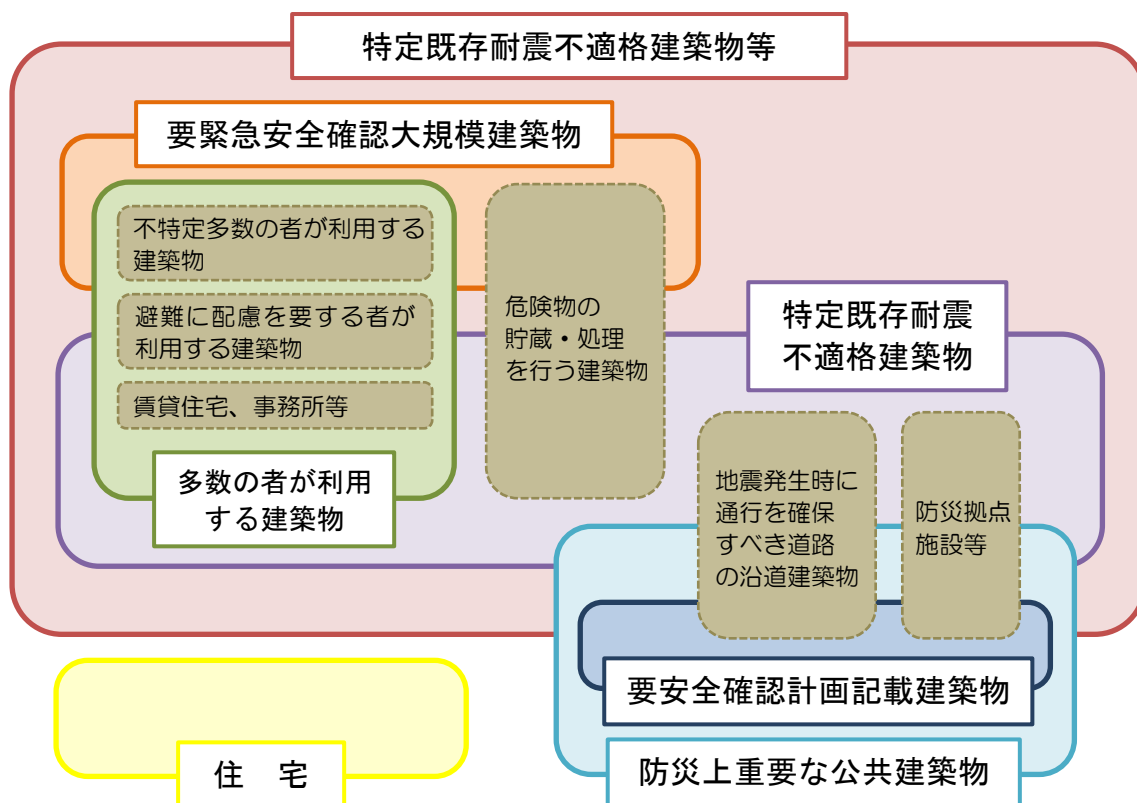 特定既存耐震不適格建築物等
要緊急安全確認大規模建築物
不特定多数の者が利用する
建築物
避難に配慮を要する者が
利用する建築物
賃貸住宅、事務所等
多数の者が利用
する建築物
危険物の
貯蔵・処理
を行う建築物
特定既存耐震
不適格建築物
地震発生時に
通行を確保
すべき道路
の沿道建築物
防災拠点
施設等
要安全確認計画記載建築物
防災上重要な公共建築物
住　宅